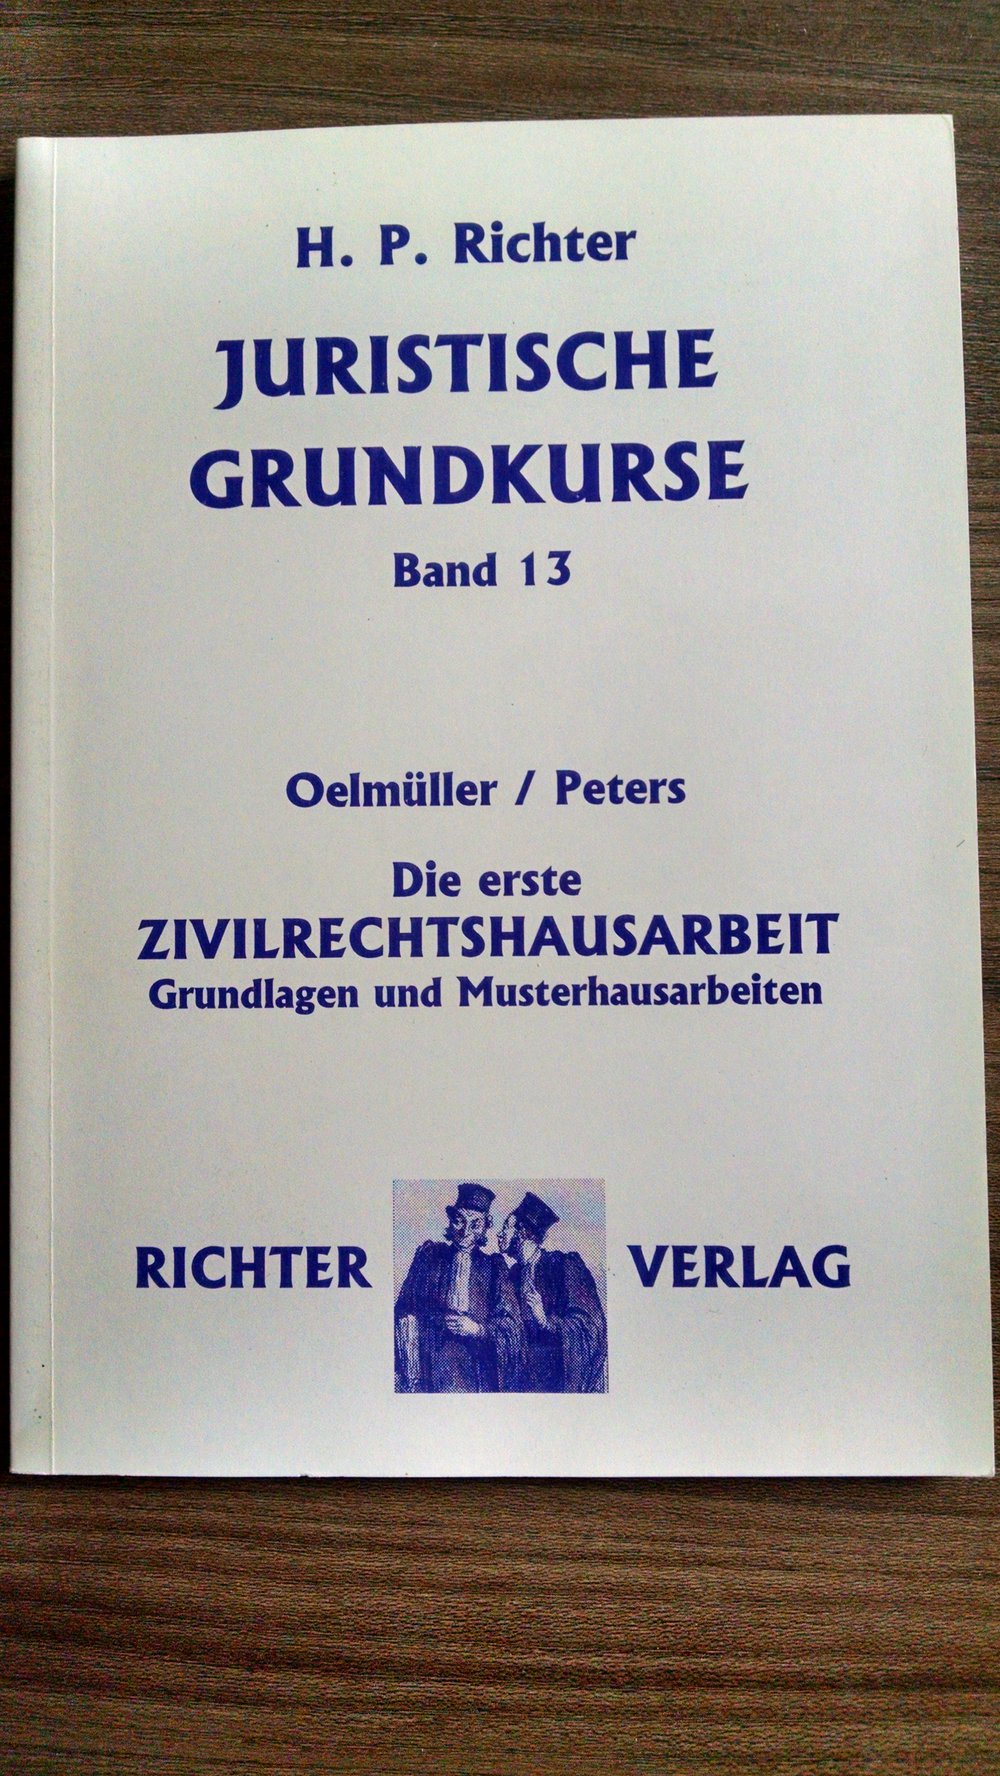 H. P. Richter
JURISTISCHE
GRUNDKURSE
Band 13
Oelmüller / Peters
Die erste
ZIVILRECHTSHAUSARBEIT
Grundlagen und Musterhausarbeiten
RICHTER VERLAG